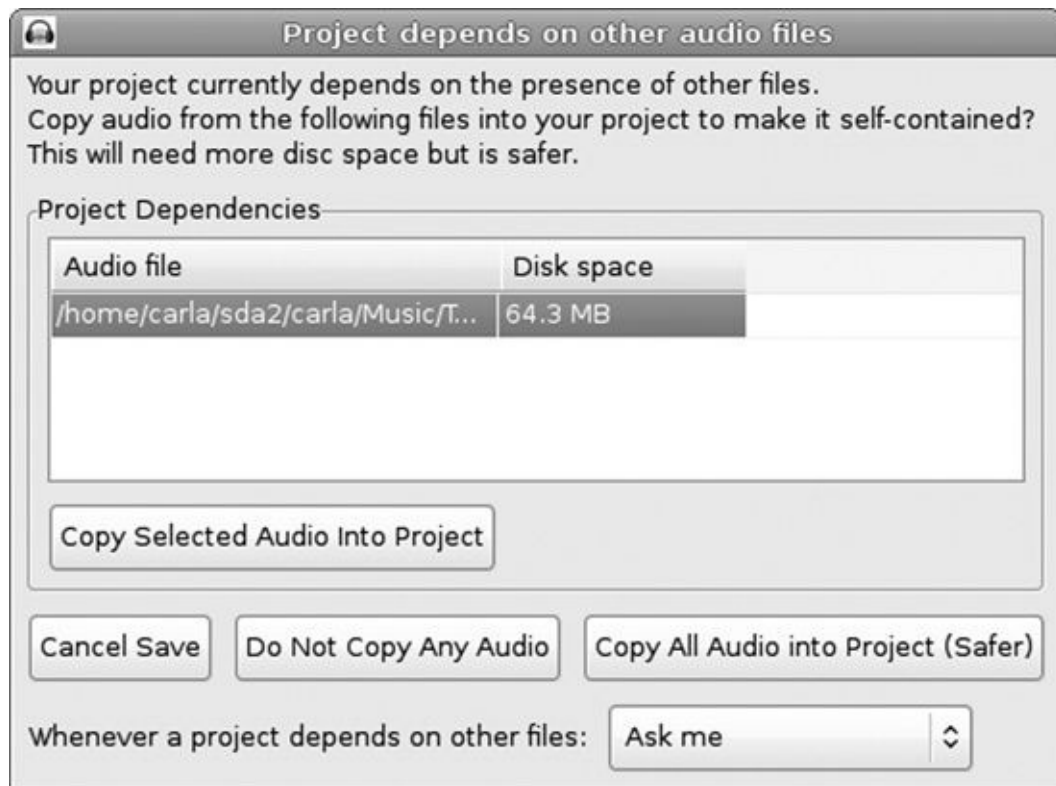 Project depends on other audio files
Your project currently depends on the presence of other files.
Copy audio from the following files into your project to make it self-contained?
This will need more disc space but is safer.
Project Dependencies
Audio file Disk space
/home/carla/sda2/carla/Music/T... 64.3 MB
Copy Selected Audio Into Project
Cancel Save Do Not Copy Any Audio Copy All Audio into Project (Safer)
Whenever a project depends on other files: Ask me